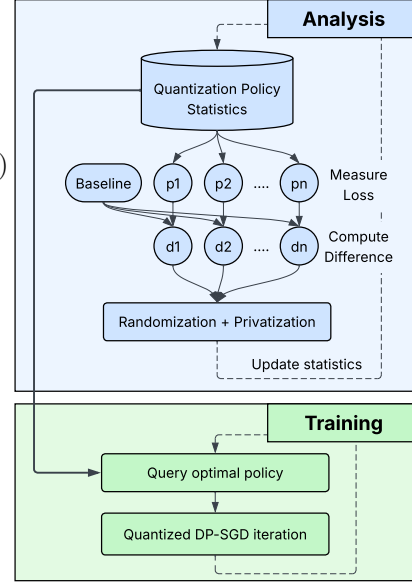 Analysis
Quantization Policy
Statistics
)
Baseline
p1 p2 .... pn
Measure
Loss
d1 d2 .... dn
Compute
Difference
Randomization + Privatization
Update statistics
Training
Query optimal policy
Quantized DP-SGD iteration